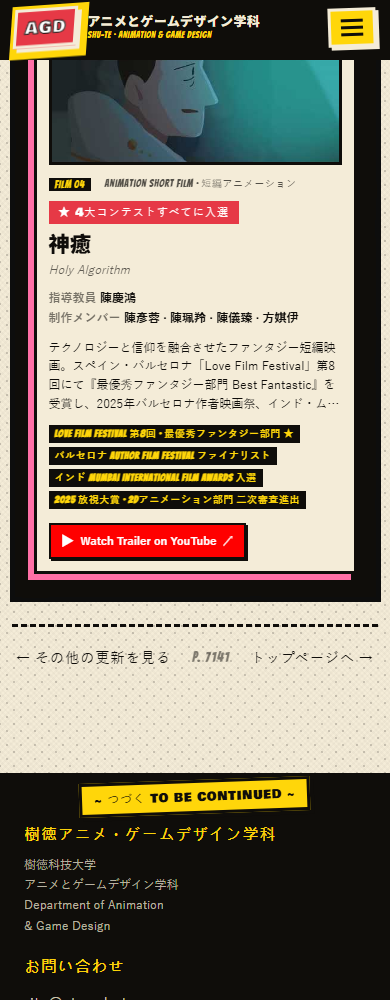 AGD
アニメとゲームデザイン学科
SHU-TE · ANIMATION & GAME DESIGN
FILM 04
ANIMATION SHORT FILM · 短編アニメーション
★ 4大コンテストすべてに入選
神癒
Holy Algorithm
指導教員 陳慶鴻
制作メンバー 陳彥蓉 · 陳珮羚 · 陳儀臻 · 方娸伊
テクノロジーと信仰を融合させたファンタジー短編映
画。スペイン・バルセロナ「Love Film Festival」第8
回にて『最優秀ファンタジー部門 Best Fantastic』を
受賞し、2025年バルセロナ作者映画祭、インド・ム…
LOVE FILM FESTIVAL 第8回 · 最優秀ファンタジー部門 ★
バルセロナ AUTHOR FILM FESTIVAL ファイナリスト
インド MUMBAI INTERNATIONAL FILM AWARDS 入選
2025 放視大賞 · 2Dアニメーション部門 二次審査進出
▶ Watch Trailer on YouTube ↗
← その他の更新を見る
P. 7141
トップページへ →
~ つづく TO BE CONTINUED ~
樹徳アニメ・ゲームデザイン学科
樹徳科技大学
アニメとゲームデザイン学科
Department of Animation
& Game Design
お問い合わせ